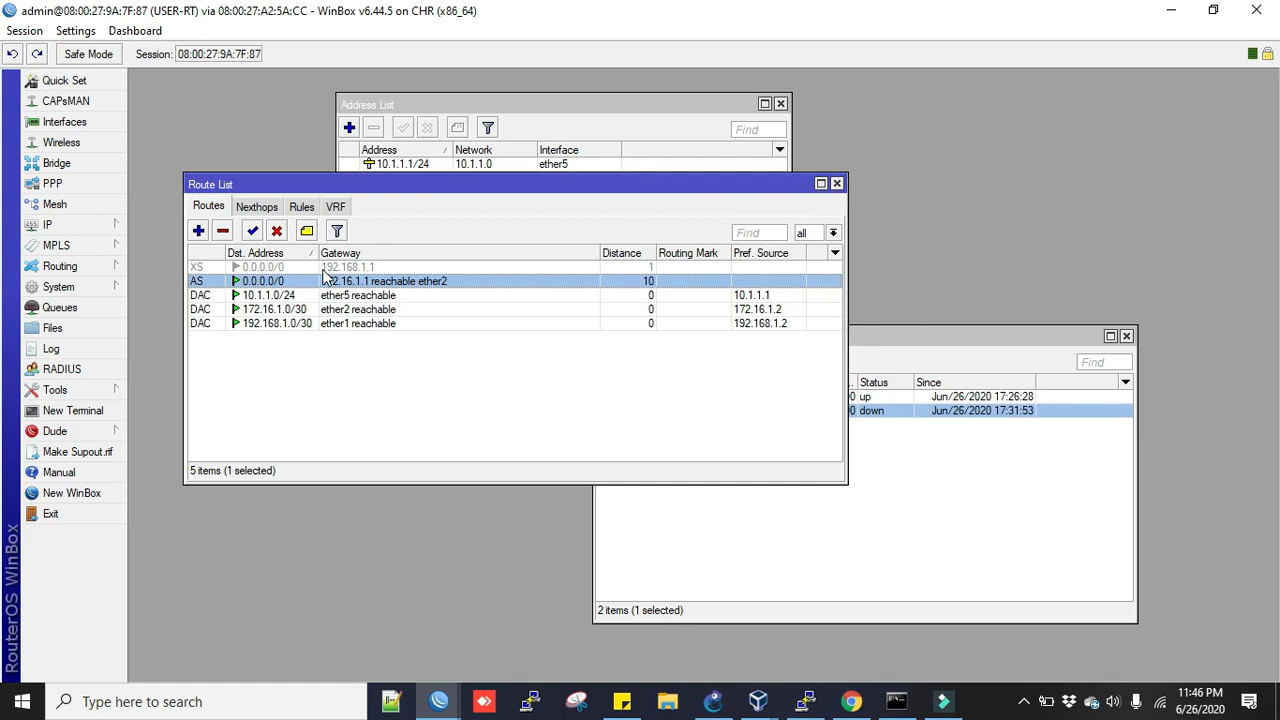 admin@08:00:27:9A:7F:87 (USER-RT) via 08:00:27:A2:5A:CC - WinBox v6.44.5 on CHR (x86_64)
Session Settings Dashboard
Safe Mode Session: 08:00:27:9A:7F:87
Quick Set
CAPsMAN
Interfaces
Wireless
Bridge
PPP
Mesh
IP
MPLS
Routing
System
Queues
Files
Log
RADIUS
Tools
New Terminal
Dude
Make Supout.rif
Manual
New WinBox
Exit
RouterOS WinBox
Address List
Find
Address Network Interface
10.1.1.1/24 10.1.1.0 ether5
Route List
Routes Nexthops Rules VRF
Find all
Dst. Address Gateway Distance Routing Mark Pref. Source
XS 0.0.0.0/0 192.168.1.1 1
AS 0.0.0.0/0 reachable ether2 10
DAC 10.1.1.0/24 ether5 reachable 0 10.1.1.1
DAC 172.16.1.0/30 ether2 reachable 0 172.16.1.2
DAC 192.168.1.0/30 ether1 reachable 0 192.168.1.2
5 items (1 selected)
Find
Status Since
up Jun/26/2020 17:26:28
down Jun/26/2020 17:31:53
2 items (1 selected)
Type here to search
11:46 PM
6/26/2020